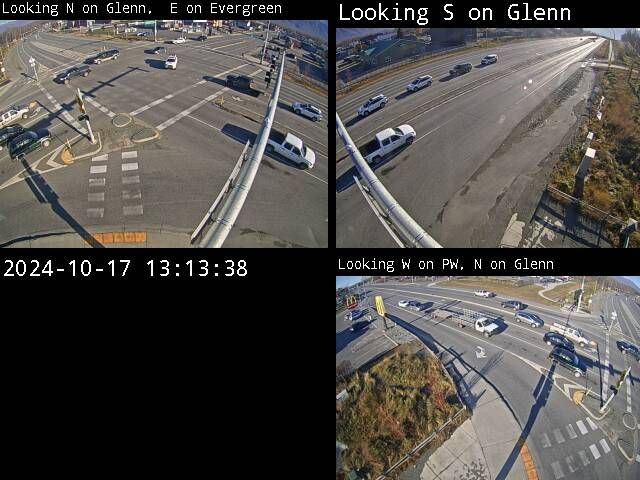 Looking N on Glenn,  E on Evergreen
Looking S on Glenn
2024-10-17 13:13:38
Looking W on PW, N on Glenn